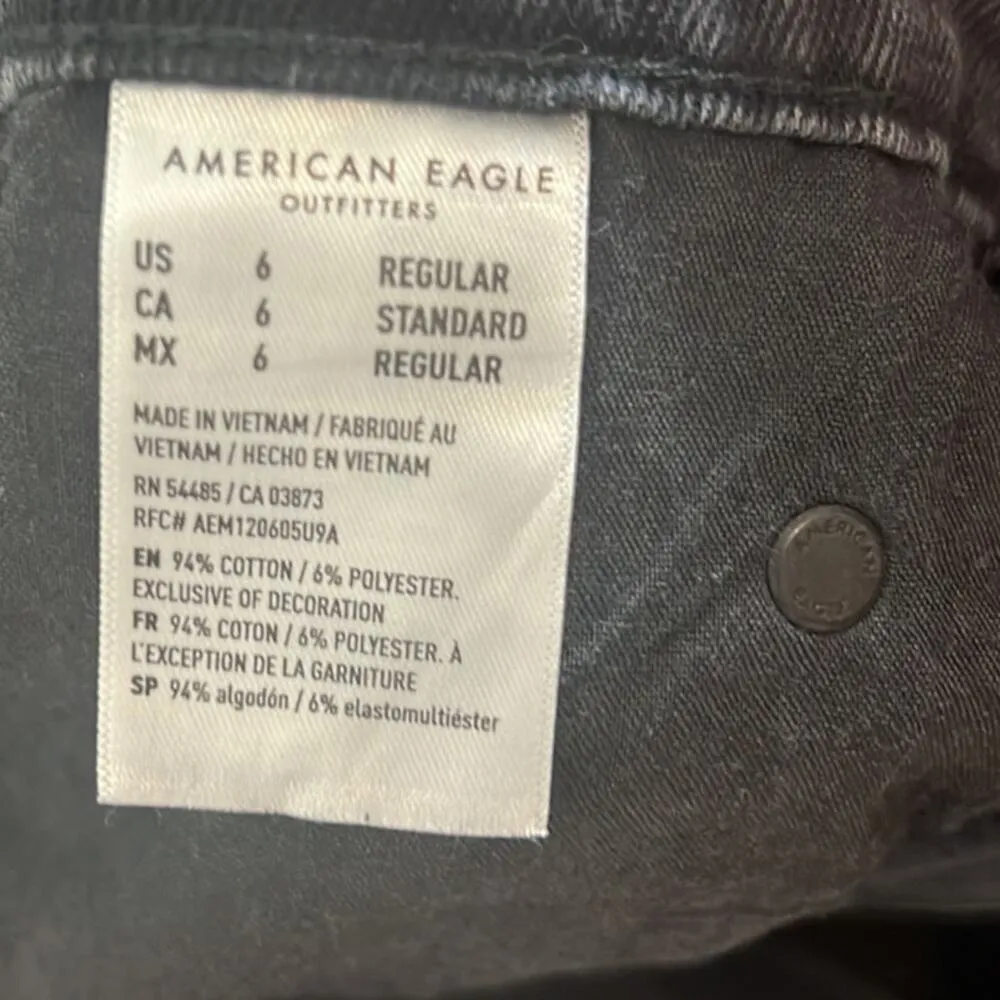 AMERICAN EAGLE
OUTFITTERS
US 6 REGULAR
CA 6 STANDARD
MX 6 REGULAR
MADE IN VIETNAM / FABRIQUÉ AU
VIETNAM / HECHO EN VIETNAM
RN 54485 / CA 03873
RFC# AEM120605U9A
EN 94% COTTON / 6% POLYESTER.
EXCLUSIVE OF DECORATION
FR 94% COTON / 6% POLYESTER. À
L'EXCEPTION DE LA GARNITURE
SP 94% algodón / 6% elastomultiéster
AMERICAN